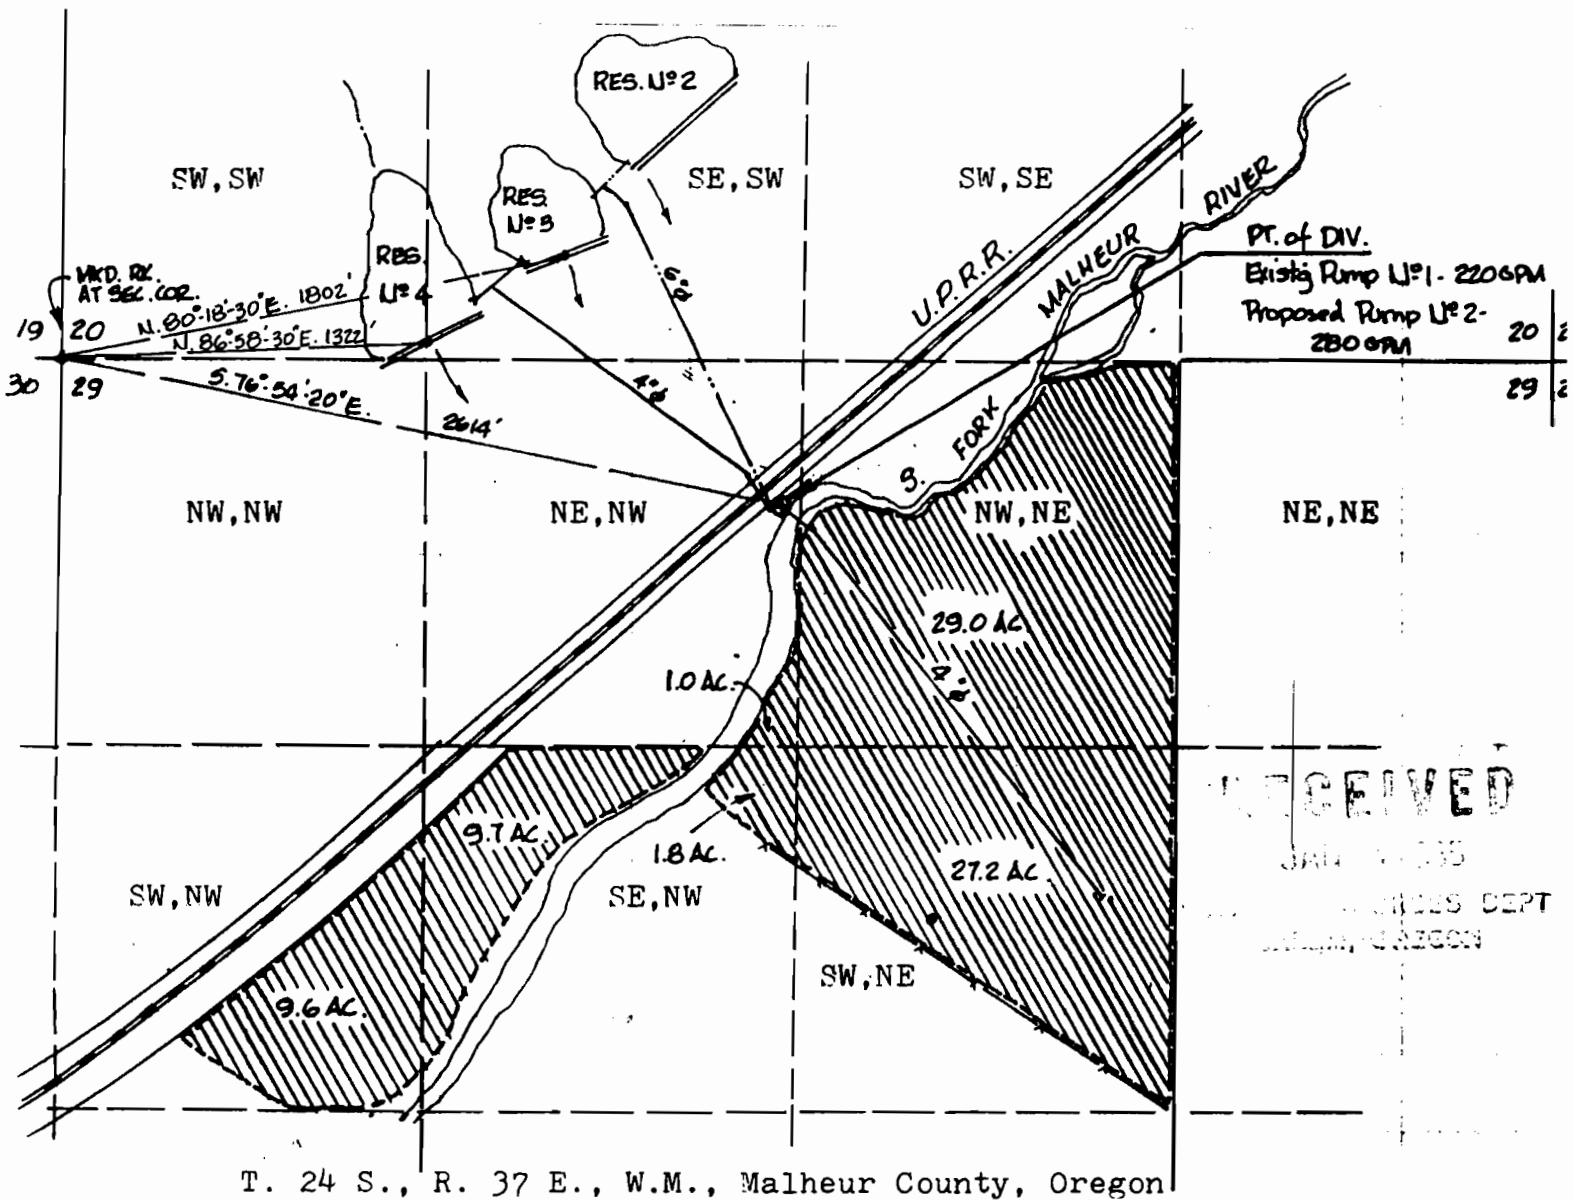 RES. Nº 2
SW, SW
SE, SW
SW, SE
RES.
Nº 3
RES.
Nº 4
MKD. RK.
AT SEC. COR.
N. 80°-18'-30" E. 1802'
N. 86°-58'-30" E. 1322'
S. 76°-54'-20" E.
2614'
19 20
30 29
6"ø
4"ø
U.P.R.R.
S. FORK MALHEUR RIVER
PT. of DIV.
Existg Pump Nº 1 - 220 GPM
Proposed Pump Nº 2 -
280 GPM
20
29
NW, NW
NE, NW
NW, NE
NE, NE
29.0 AC.
4"ø
1.0 AC.
9.7 AC.
1.8 AC.
27.2 AC.
SW, NW
SE, NW
SW, NE
9.6 AC.
RECEIVED
DEPT
T. 24 S., R. 37 E., W.M., Malheur County, Oregon